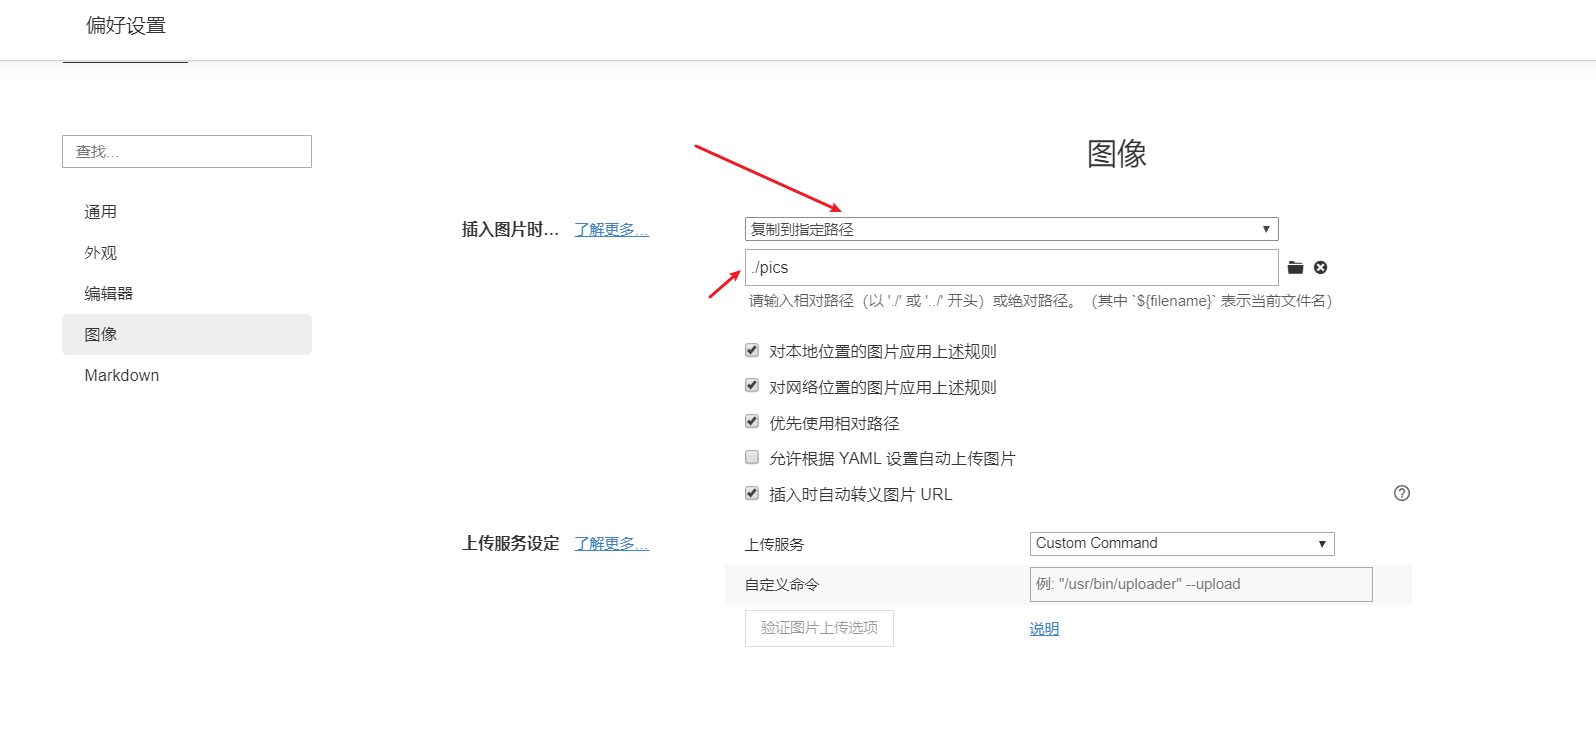 偏好设置
查找...
通用
外观
编辑器
图像
Markdown
图像
插入图片时... 了解更多...
复制到指定路径
./pics
请输入相对路径（以 './' 或 '../' 开头）或绝对路径。（其中 `${filename}` 表示当前文件名）
对本地位置的图片应用上述规则
对网络位置的图片应用上述规则
优先使用相对路径
允许根据 YAML 设置自动上传图片
插入时自动转义图片 URL
上传服务设定 了解更多...
上传服务 Custom Command
自定义命令 例: "/usr/bin/uploader" --upload
验证图片上传选项 说明